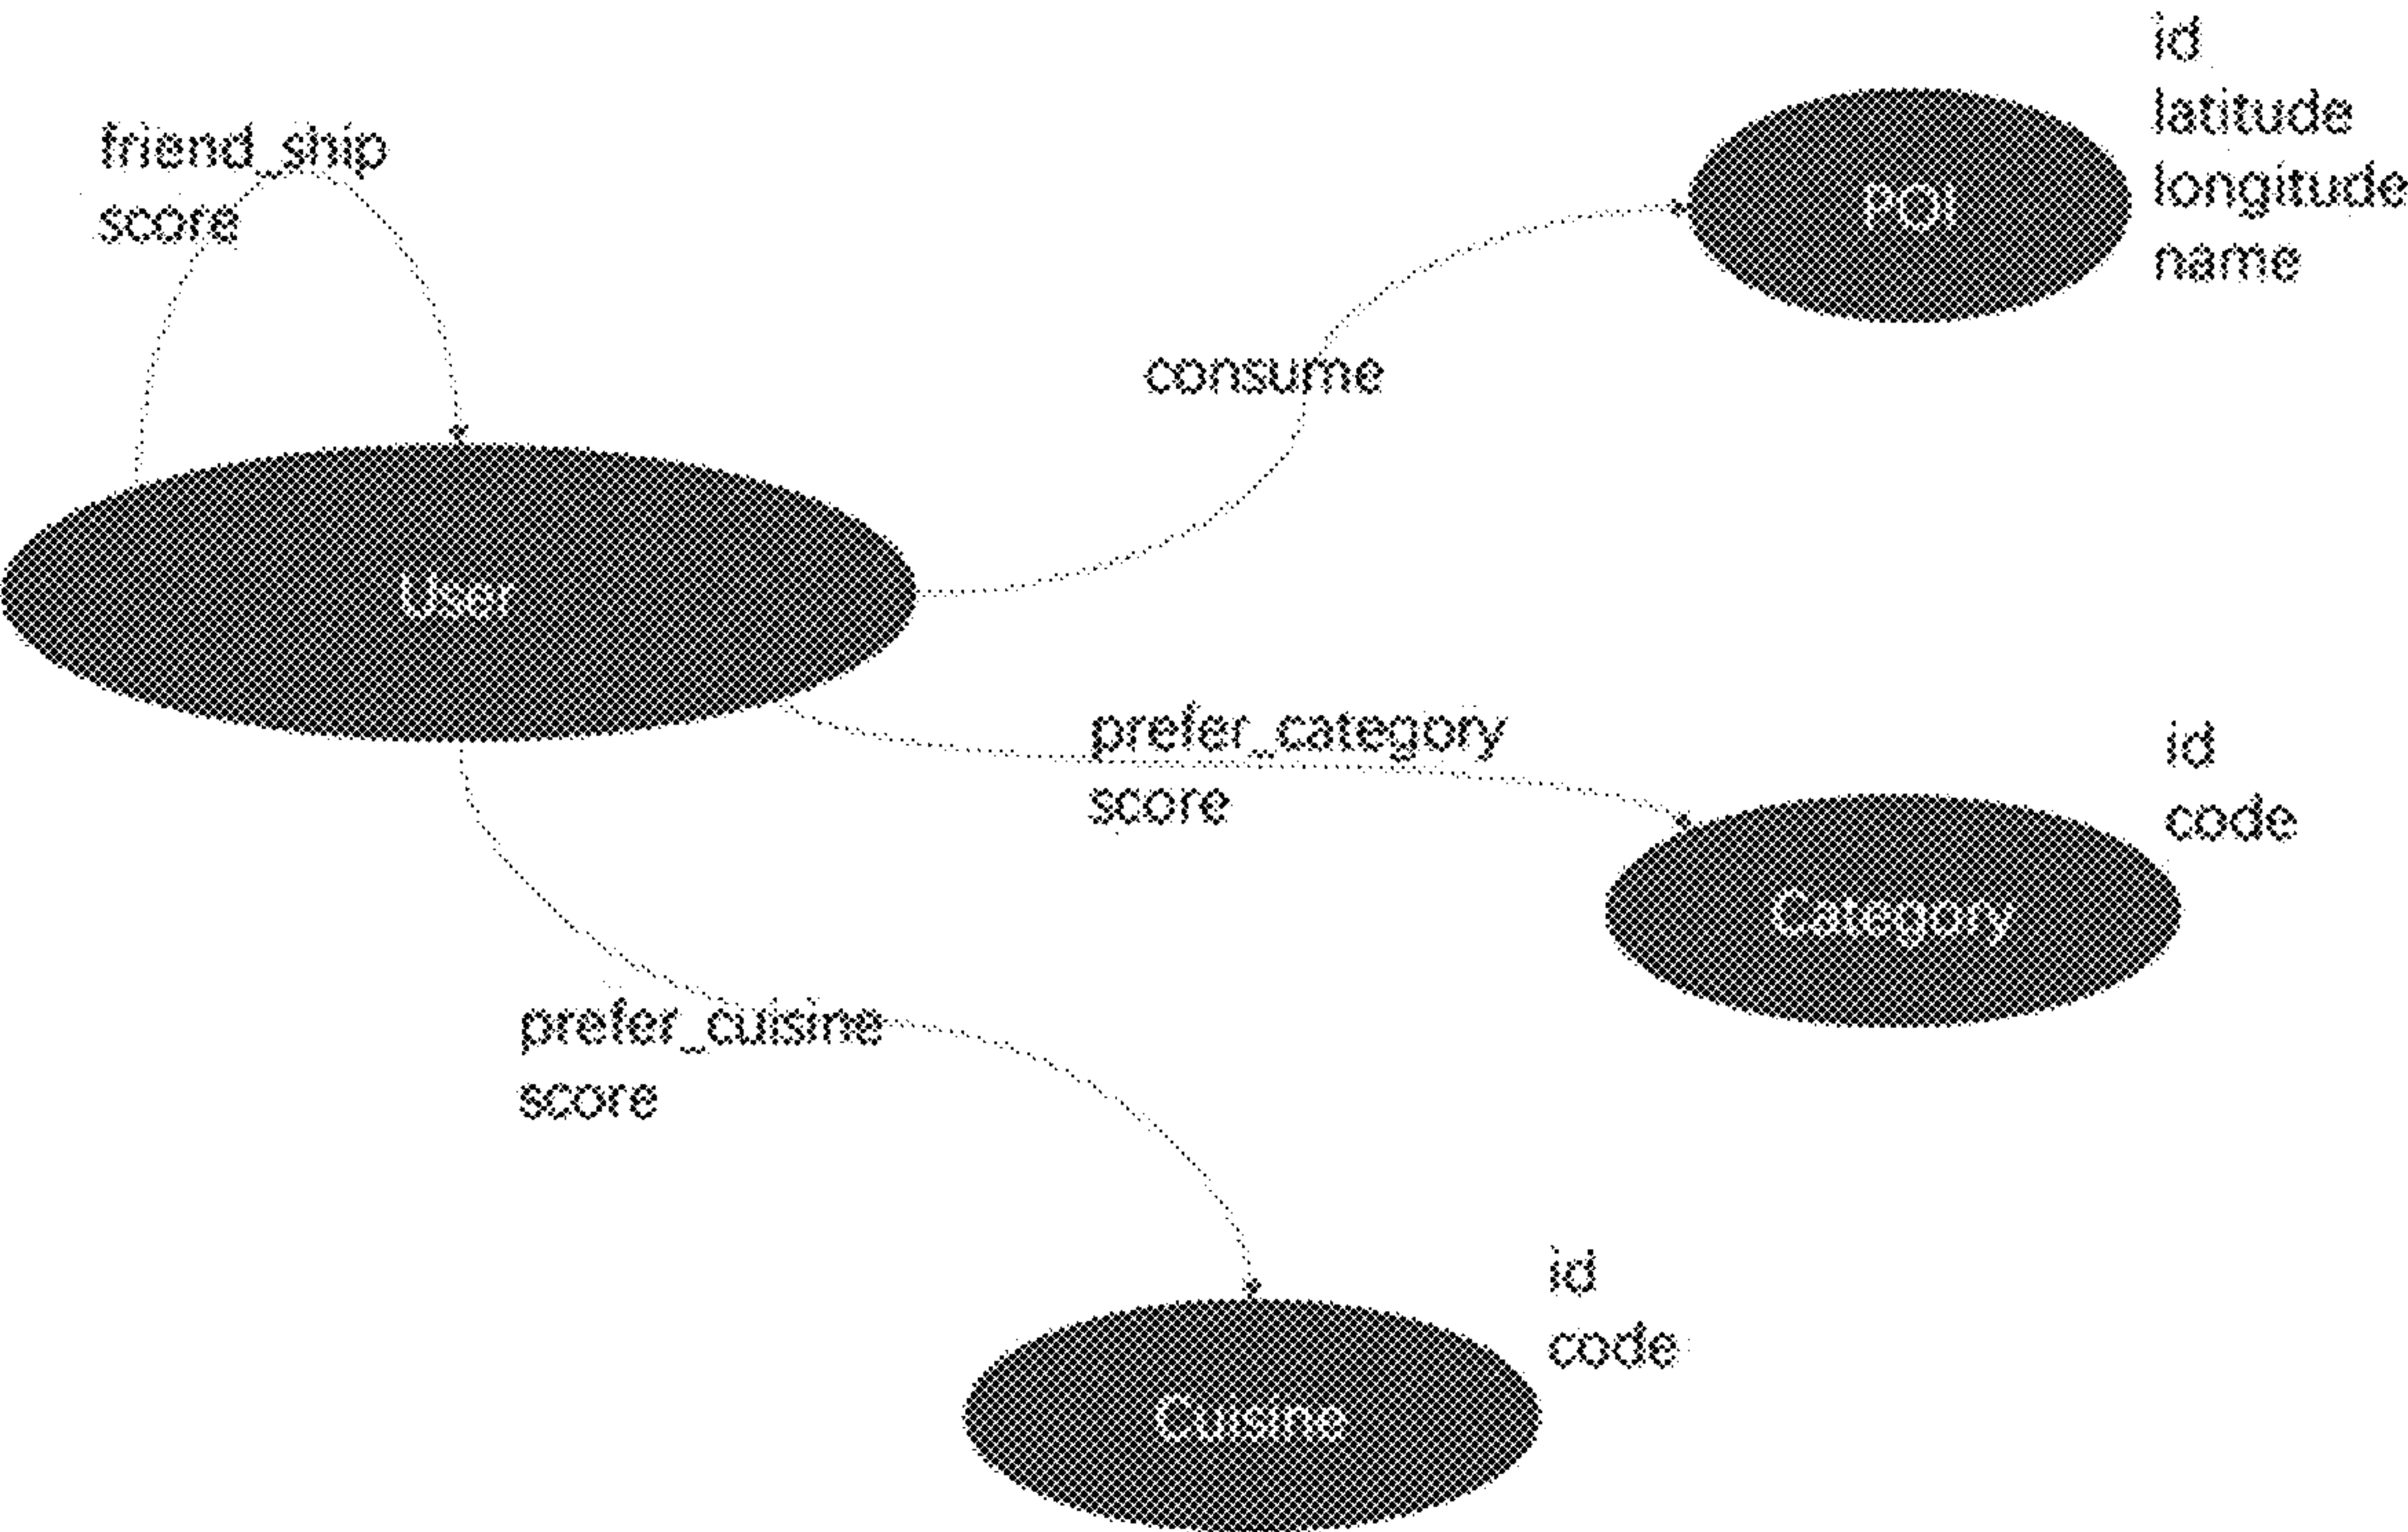 friend_ship
score
id
latitude
longitude
name
POI
consume
User
prefer_category
score
id
code
Category
prefer_cuisine
score
id
code
Cuisine